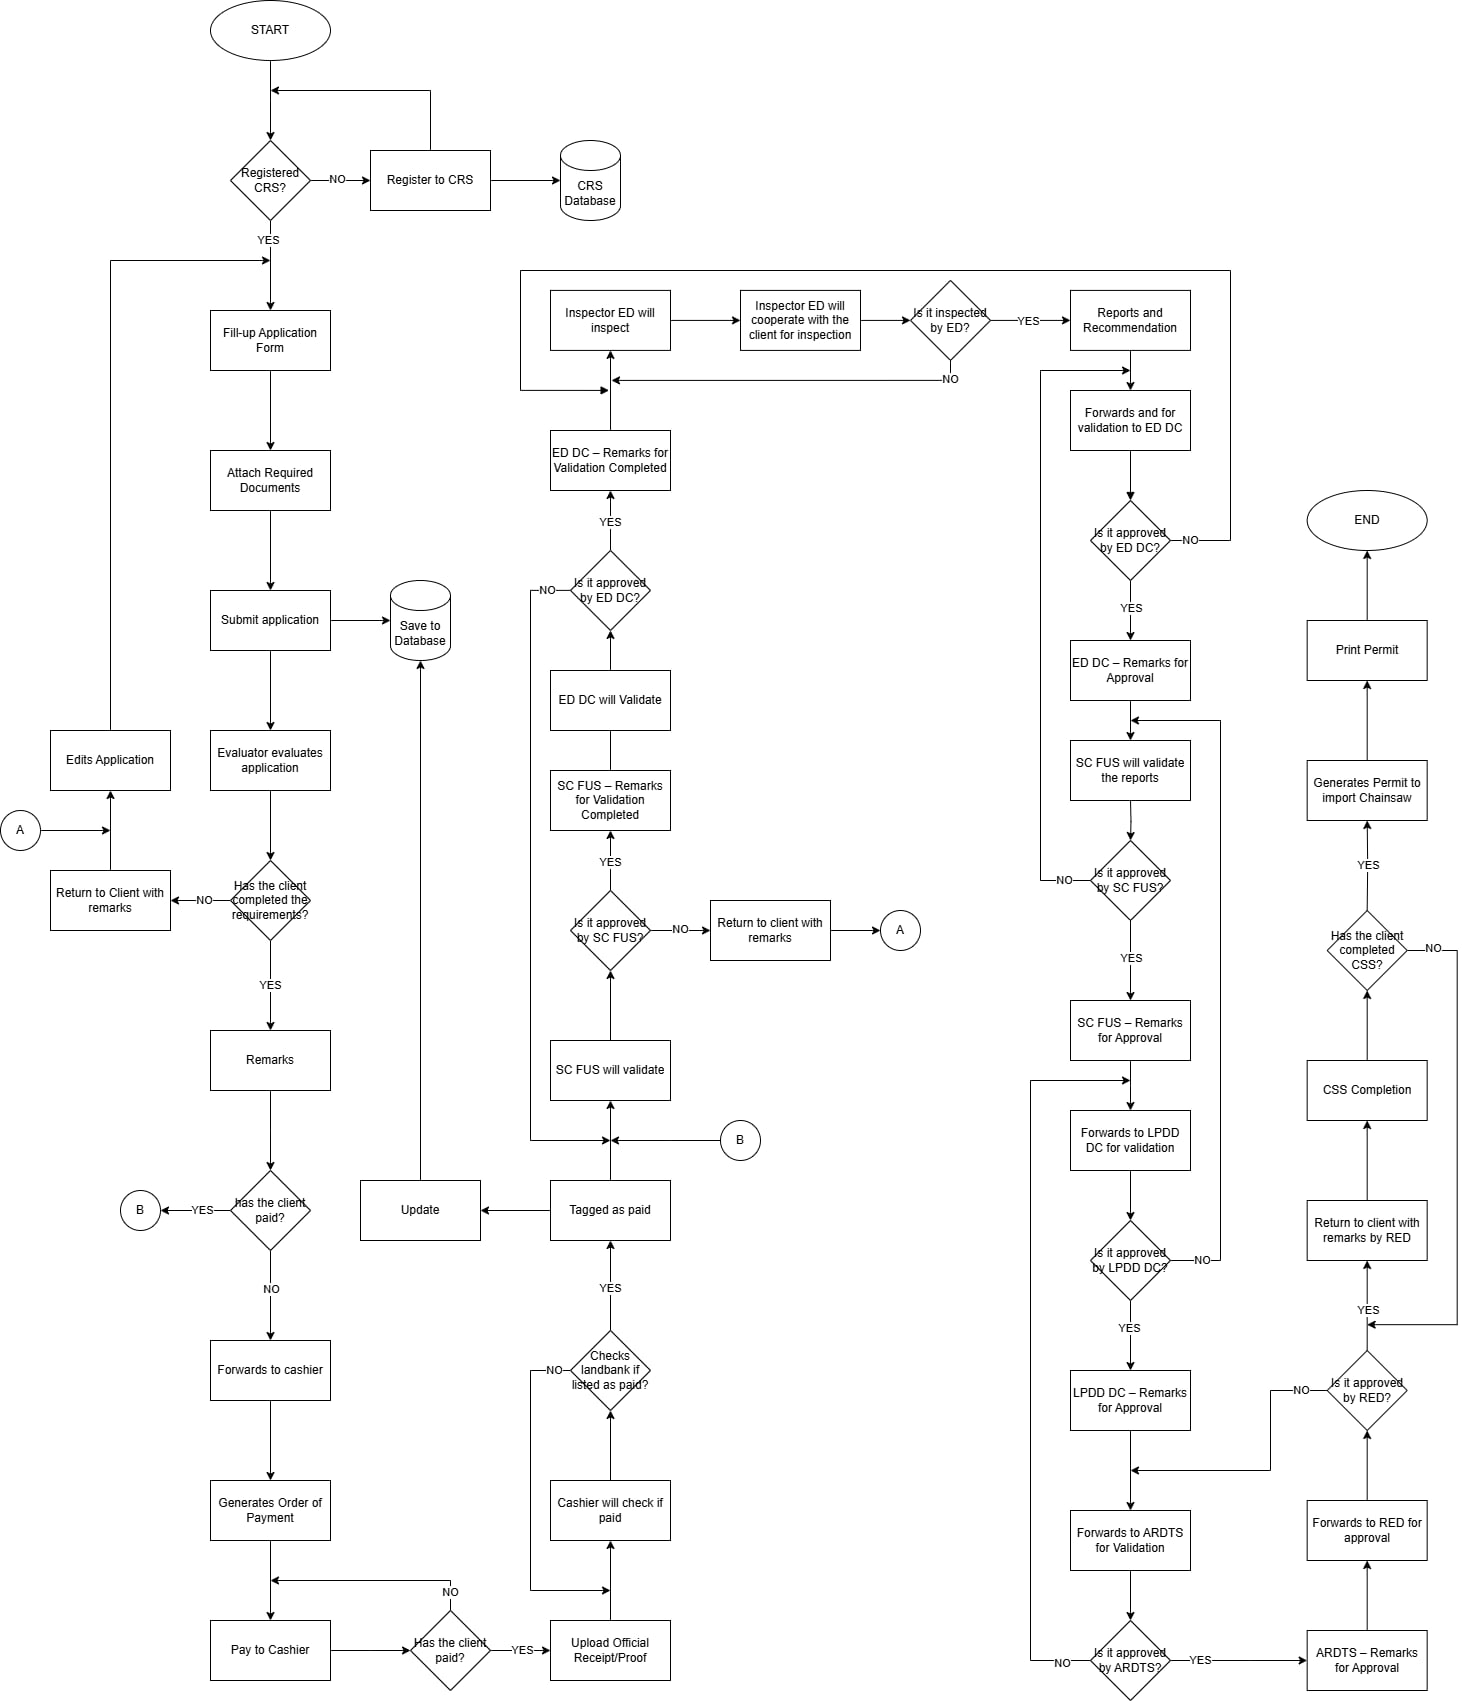 START
Registered
CRS?
NO
Register to CRS
CRS
Database
YES
Fill-up Application
Form
Attach Required
Documents
Submit application
Save to
Database
Evaluator evaluates
application
Edits Application
A
Return to Client with
remarks
NO
Has the client
completed the
requirements?
YES
Remarks
has the client
paid?
YES
B
NO
Forwards to cashier
Generates Order of
Payment
Pay to Cashier
Has the client
paid?
NO
YES
Upload Official
Receipt/Proof
Cashier will check if
paid
Checks
landbank if
listed as paid?
NO
YES
Tagged as paid
Update
B
SC FUS will validate
Is it approved
by SC FUS?
NO
Return to client with
remarks
A
YES
SC FUS – Remarks
for Validation
Completed
ED DC will Validate
Is it approved
by ED DC?
NO
YES
ED DC – Remarks for
Validation Completed
Inspector ED will
inspect
Inspector ED will
cooperate with the
client for inspection
Is it inspected
by ED?
NO
YES
Reports and
Recommendation
Forwards and for
validation to ED DC
Is it approved
by ED DC?
NO
YES
ED DC – Remarks for
Approval
SC FUS will validate
the reports
Is it approved
by SC FUS?
NO
YES
SC FUS – Remarks
for Approval
Forwards to LPDD
DC for validation
Is it approved
by LPDD DC?
NO
YES
LPDD DC – Remarks
for Approval
Forwards to ARDTS
for Validation
Is it approved
by ARDTS?
NO
YES
ARDTS – Remarks
for Approval
Forwards to RED for
approval
Is it approved
by RED?
NO
YES
Return to client with
remarks by RED
CSS Completion
Has the client
completed
CSS?
NO
YES
Generates Permit to
import Chainsaw
Print Permit
END